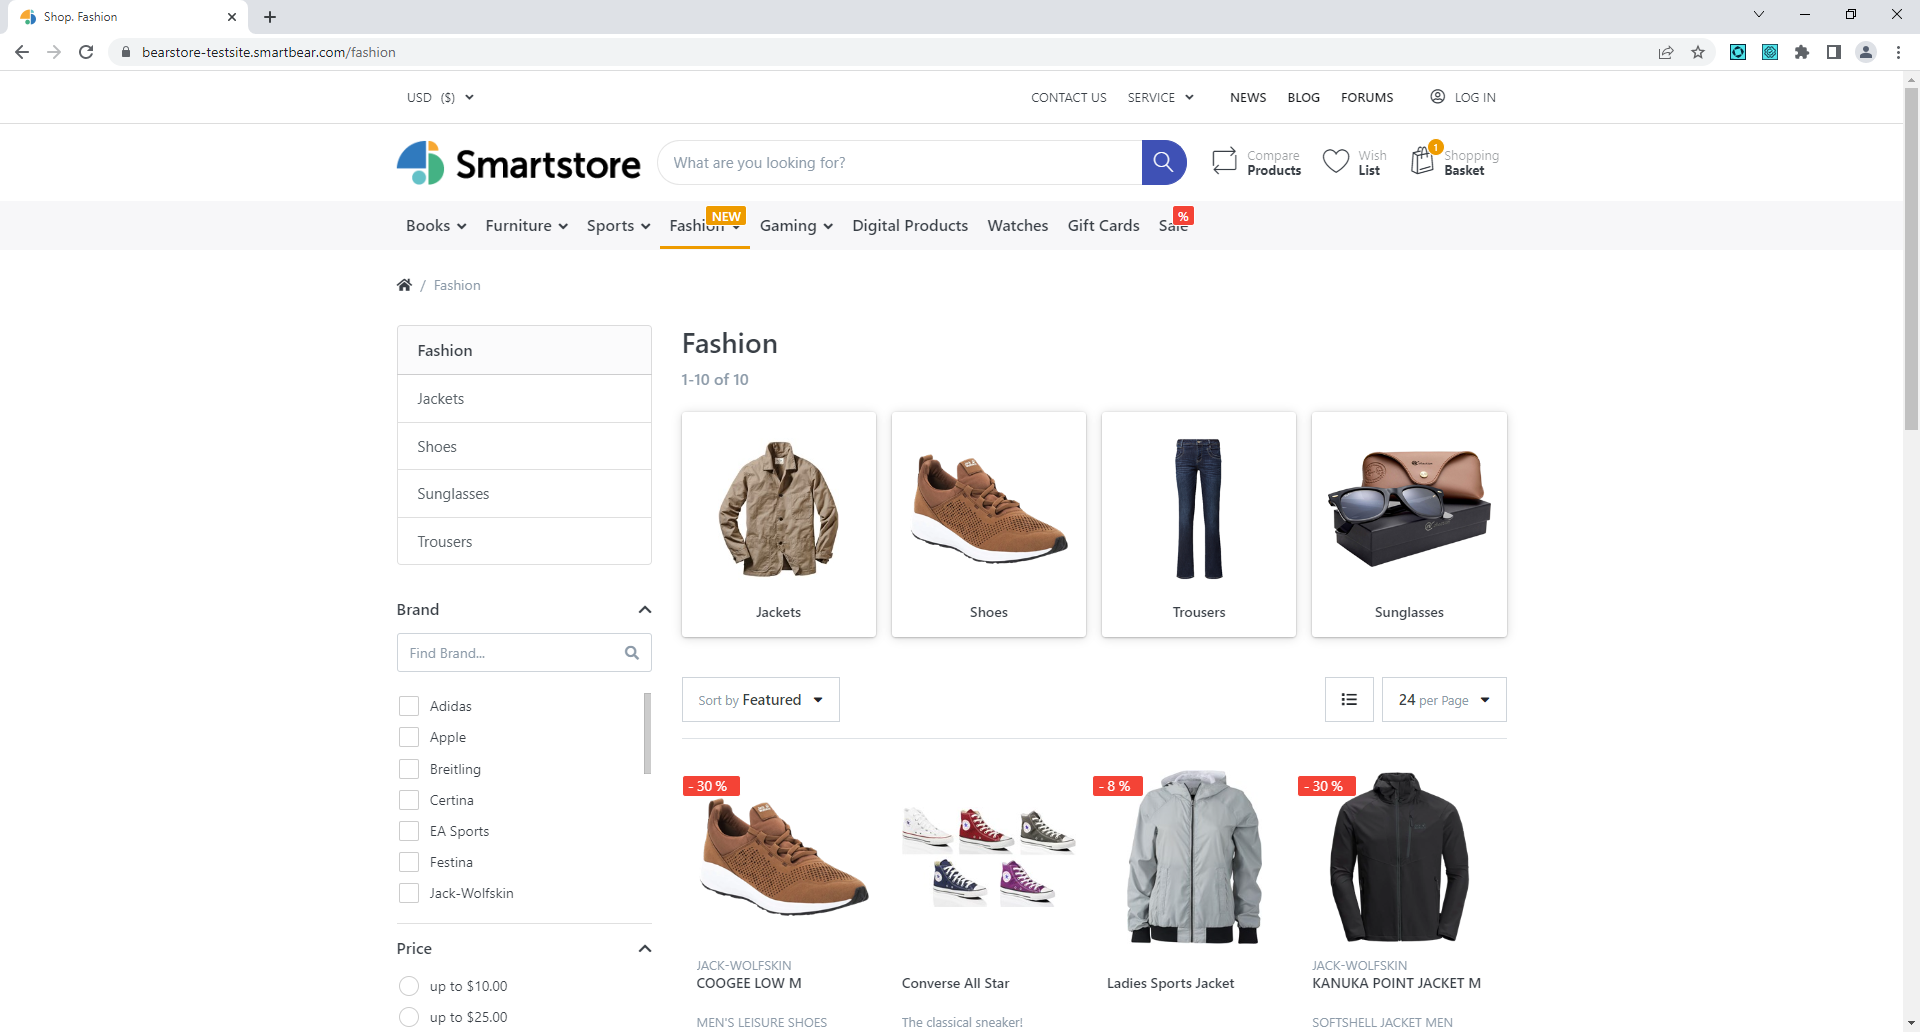 Shop. Fashion
bearstore-testsite.smartbear.com/fashion
USD ($)
CONTACT US
SERVICE
NEWS
BLOG
FORUMS
LOG IN
Smartstore
What are you looking for?
Compare
Products
Wish
List
1
Shopping
Basket
Books
Furniture
Sports
Fashion
NEW
Gaming
Digital Products
Watches
Gift Cards
Sale
%
/ Fashion
Fashion
Jackets
Shoes
Sunglasses
Trousers
Brand
Find Brand...
Adidas
Apple
Breitling
Certina
EA Sports
Festina
Jack-Wolfskin
Price
up to $10.00
up to $25.00
Fashion
1-10 of 10
Jackets
Shoes
Trousers
Sunglasses
Sort by Featured
24 per Page
- 30 %
JACK-WOLFSKIN
COOGEE LOW M
MEN'S LEISURE SHOES
Converse All Star
The classical sneaker!
- 8 %
Ladies Sports Jacket
- 30 %
JACK-WOLFSKIN
KANUKA POINT JACKET M
SOFTSHELL JACKET MEN